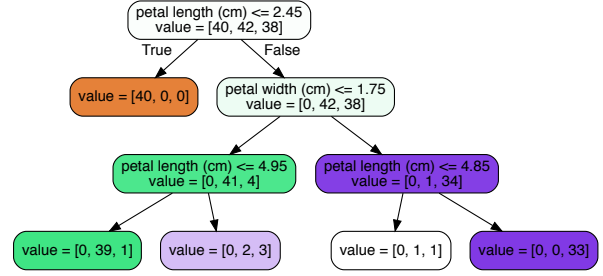 petal length (cm) <= 2.45
value = [40, 42, 38]
True
False
value = [40, 0, 0]
petal width (cm) <= 1.75
value = [0, 42, 38]
petal length (cm) <= 4.95
value = [0, 41, 4]
petal length (cm) <= 4.85
value = [0, 1, 34]
value = [0, 39, 1]
value = [0, 2, 3]
value = [0, 1, 1]
value = [0, 0, 33]